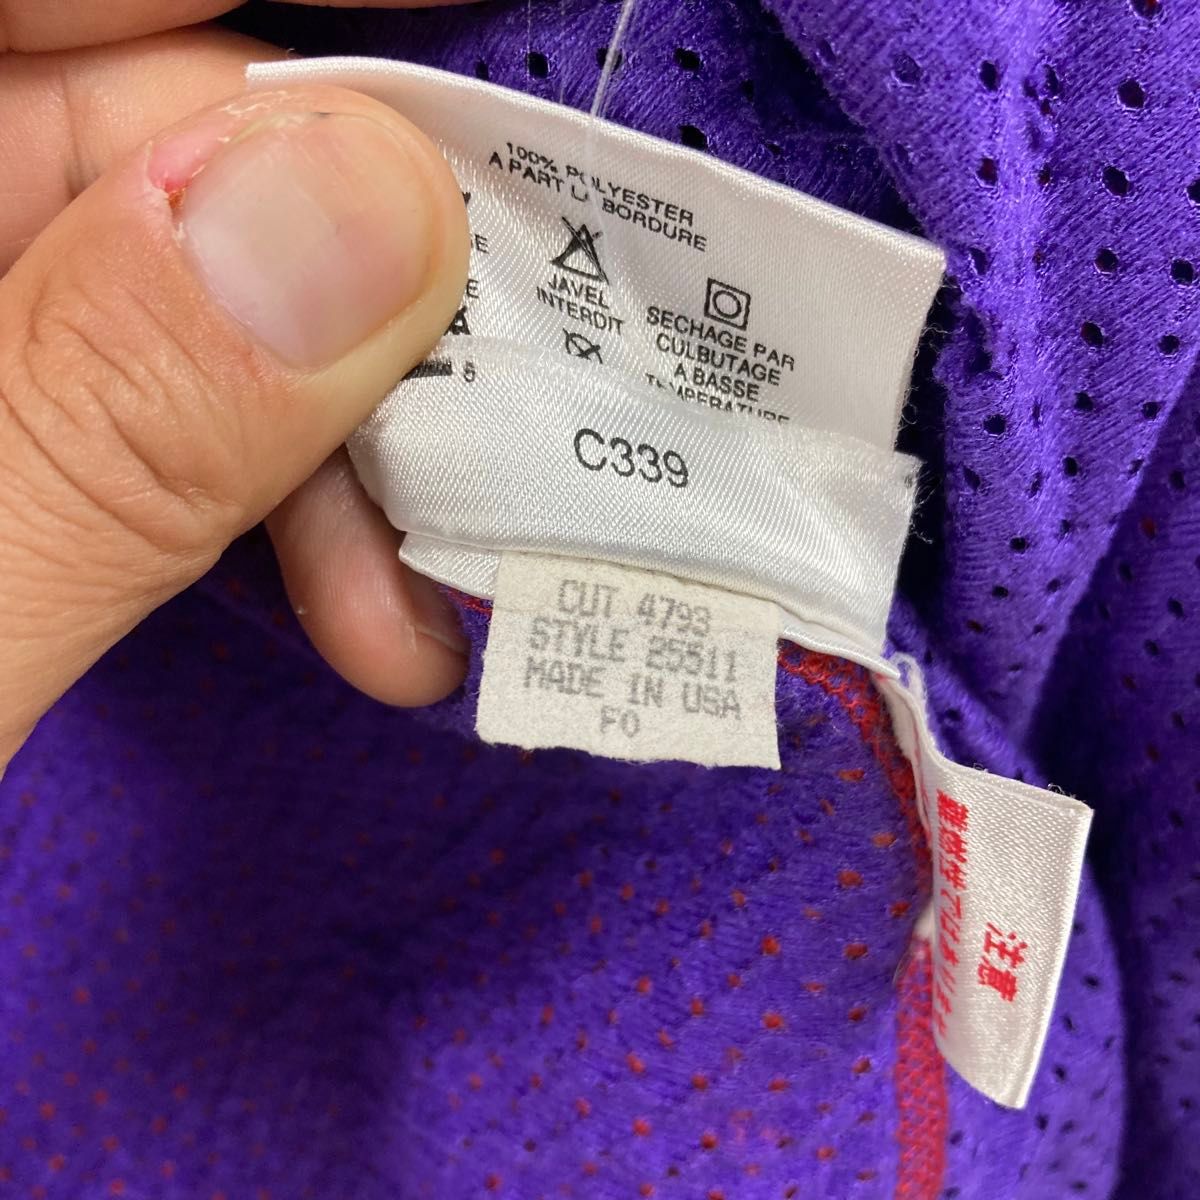 100% POLYESTER
A PART LA BORDURE
JAVEL
INTERDIT
SECHAGE PAR
CULBUTAGE
A BASSE
TEMPERATURE
C339
CUT 4793
STYLE 25511
MADE IN USA
FO
注意